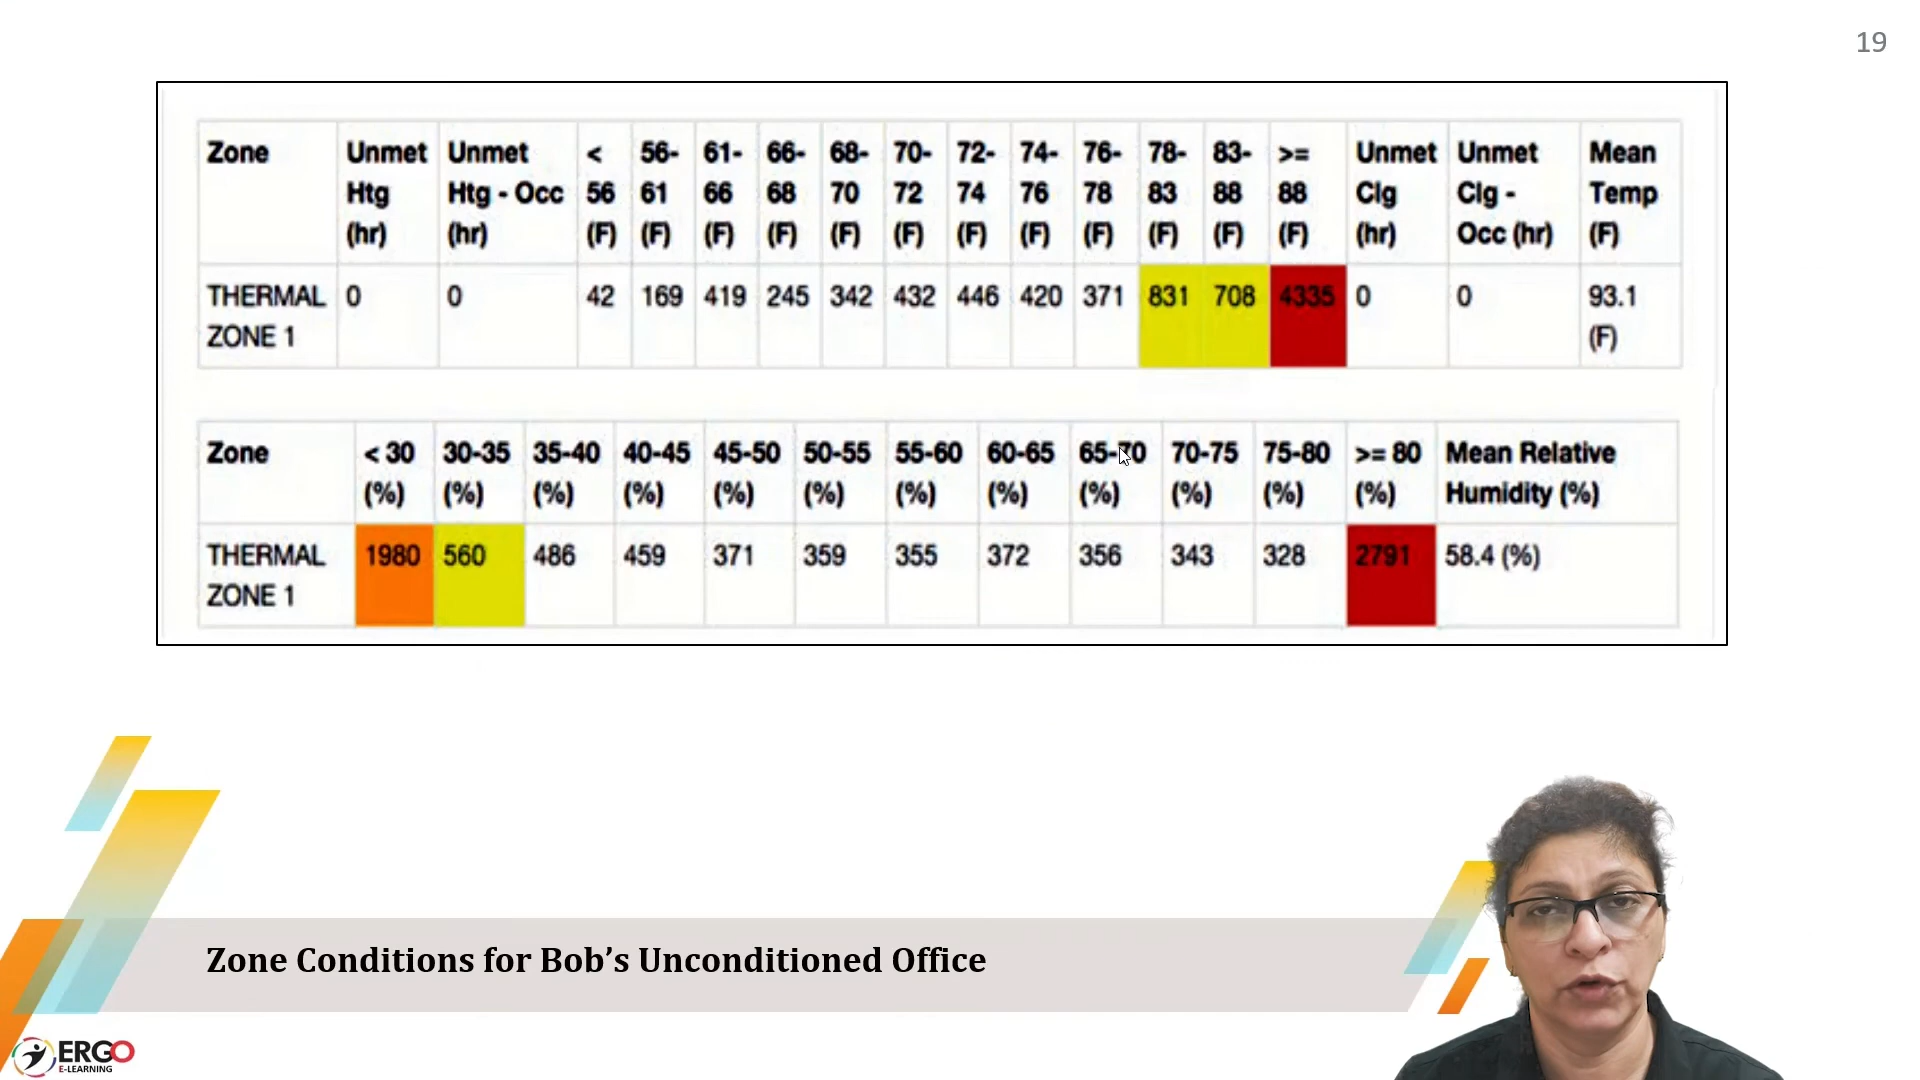 19
Zone Unmet Htg (hr) Unmet Htg - Occ (hr) < 56 (F) 56-61 (F) 61-66 (F) 66-68 (F) 68-70 (F) 70-72 (F) 72-74 (F) 74-76 (F) 76-78 (F) 78-83 (F) 83-88 (F) >= 88 (F) Unmet Clg (hr) Unmet Clg - Occ (hr) Mean Temp (F)
THERMAL ZONE 1 0 0 42 169 419 245 342 432 446 420 371 831 708 4335 0 0 93.1 (F)
Zone < 30 (%) 30-35 (%) 35-40 (%) 40-45 (%) 45-50 (%) 50-55 (%) 55-60 (%) 60-65 (%) 65-70 (%) 70-75 (%) 75-80 (%) >= 80 (%) Mean Relative Humidity (%)
THERMAL ZONE 1 1980 560 486 459 371 359 355 372 356 343 328 2791 58.4 (%)
Zone Conditions for Bob’s Unconditioned Office
ERGO
E-LEARNING